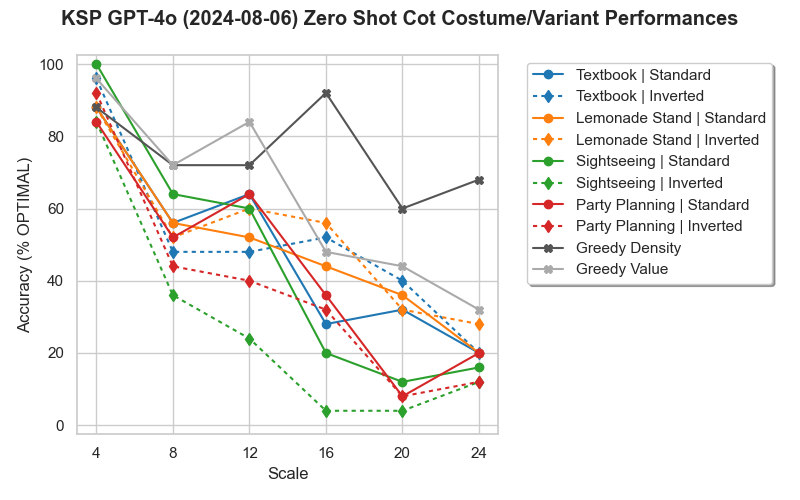 KSP GPT-4o (2024-08-06) Zero Shot Cot Costume/Variant Performances
Accuracy (% OPTIMAL)
100
80
60
40
20
0
4 8 12 16 20 24
Scale
Textbook | Standard
Textbook | Inverted
Lemonade Stand | Standard
Lemonade Stand | Inverted
Sightseeing | Standard
Sightseeing | Inverted
Party Planning | Standard
Party Planning | Inverted
Greedy Density
Greedy Value